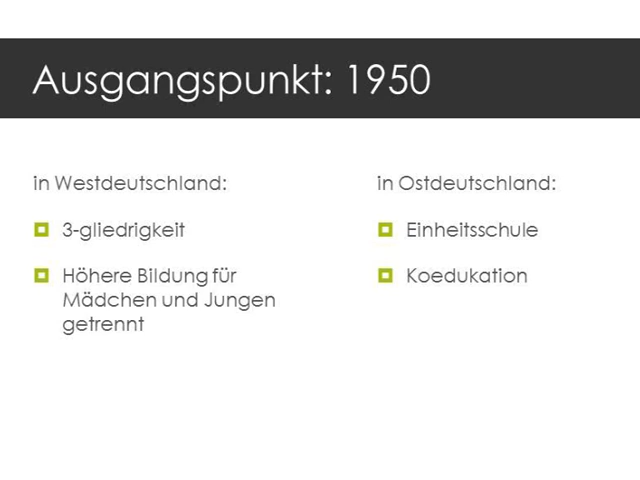 Ausgangspunkt: 1950
in Westdeutschland:
3-gliedrigkeit
Höhere Bildung für
Mädchen und Jungen
getrennt
in Ostdeutschland:
Einheitsschule
Koedukation